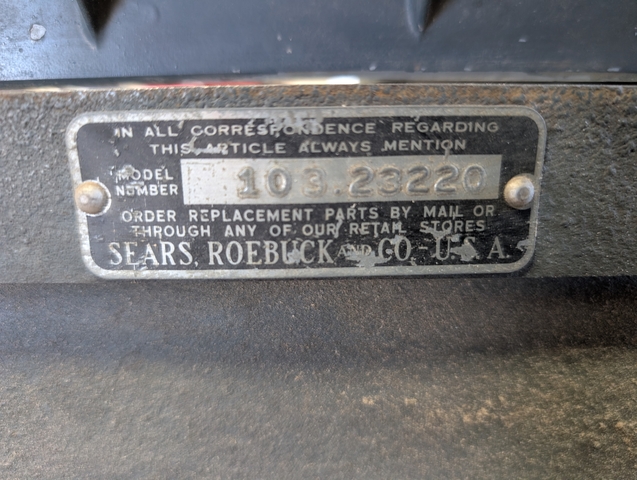 IN ALL CORRESPONDENCE REGARDING
THIS ARTICLE ALWAYS MENTION
MODEL
NUMBER 103.23220
ORDER REPLACEMENT PARTS BY MAIL OR
THROUGH ANY OF OUR RETAIL STORES
SEARS, ROEBUCK AND CO.-U.S.A.